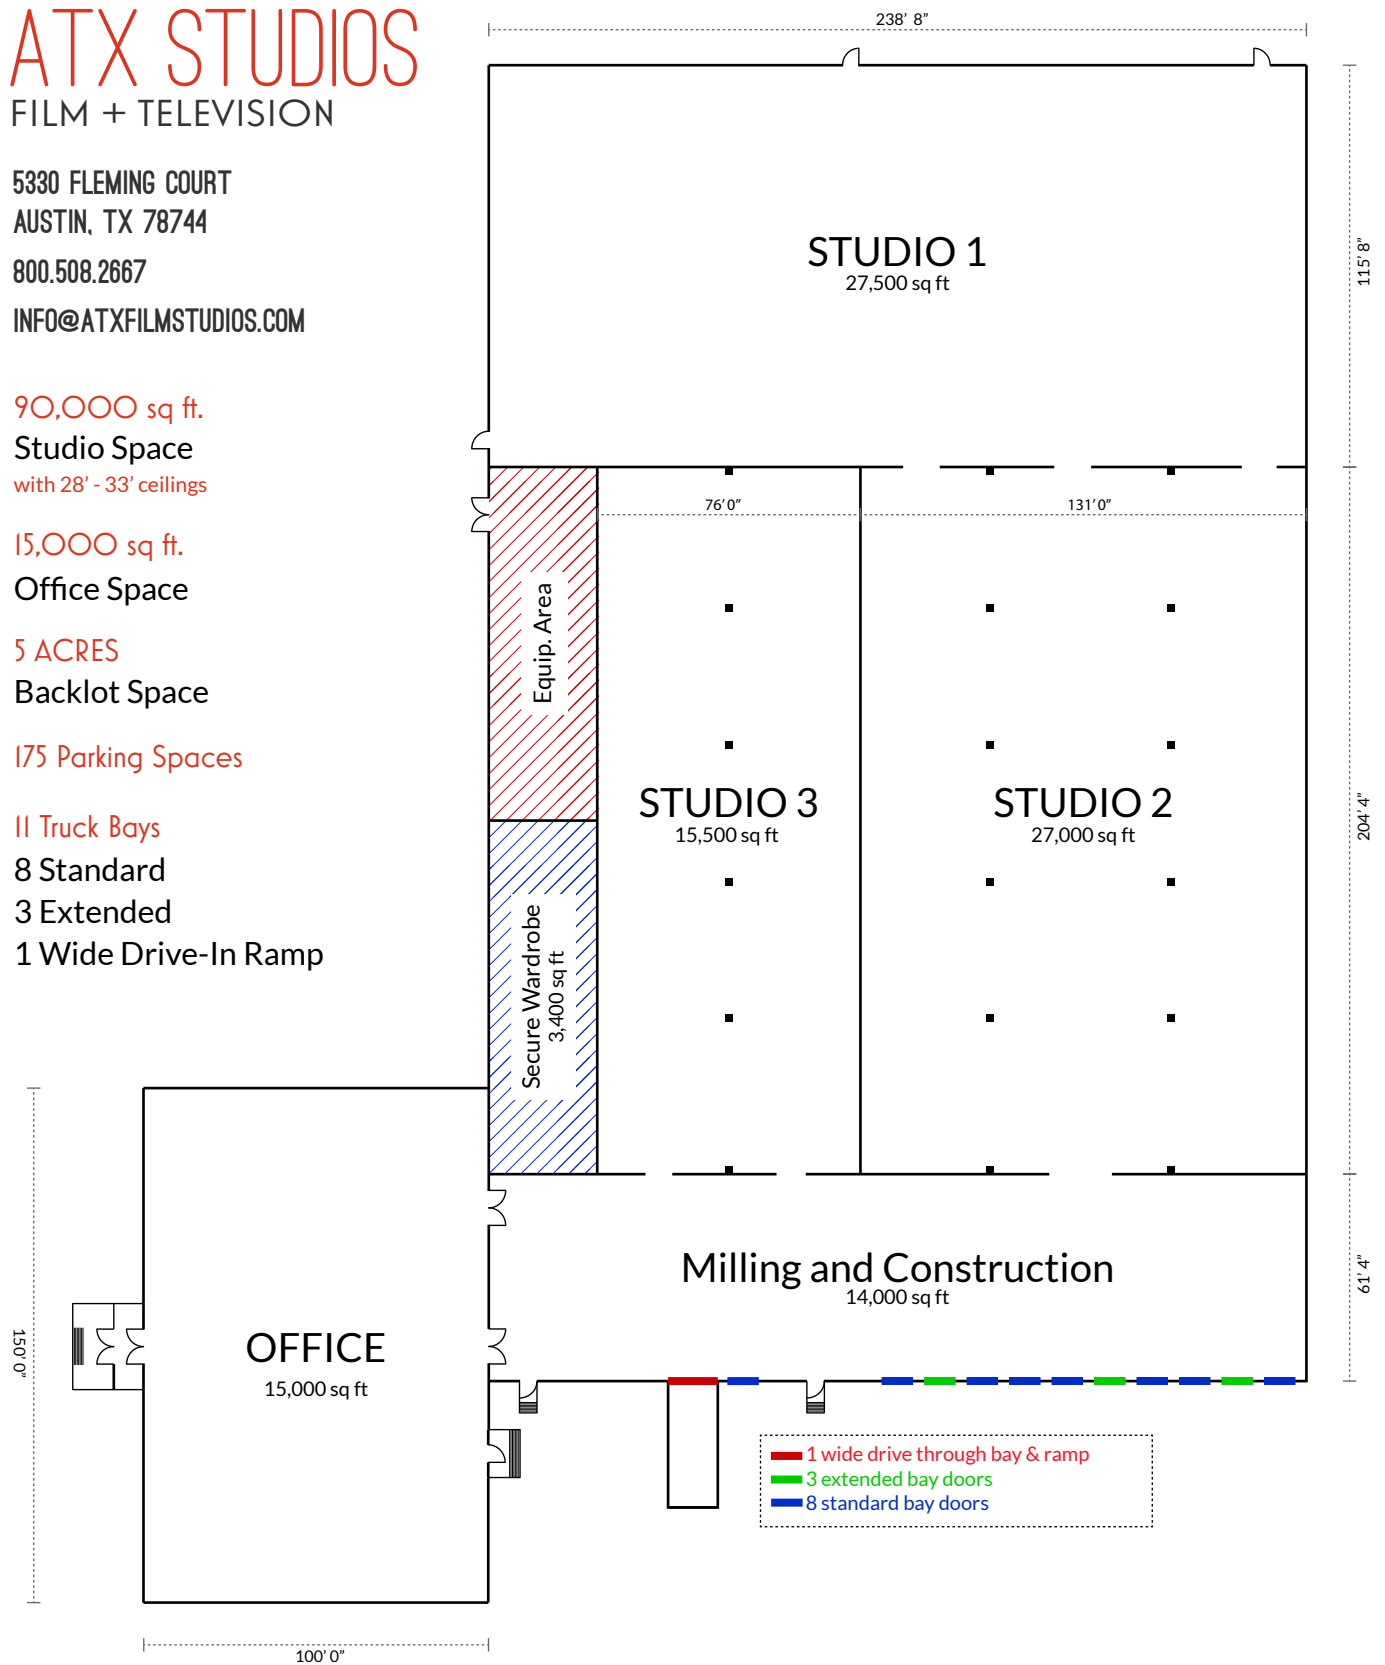 ATX STUDIOS
FILM + TELEVISION
5330 FLEMING COURT
AUSTIN, TX 78744
800.508.2667
INFO@ATXFILMSTUDIOS.COM
90,000 sq ft.
Studio Space
with 28' - 33' ceilings
15,000 sq ft.
Office Space
5 ACRES
Backlot Space
175 Parking Spaces
11 Truck Bays
8 Standard
3 Extended
1 Wide Drive-In Ramp
238' 8"
115' 8"
STUDIO 1
27,500 sq ft
76' 0"
131' 0"
Equip. Area
STUDIO 3
15,500 sq ft
STUDIO 2
27,000 sq ft
204' 4"
Secure Wardrobe
3,400 sq ft
Milling and Construction
14,000 sq ft
61' 4"
150' 0"
OFFICE
15,000 sq ft
1 wide drive through bay & ramp
3 extended bay doors
8 standard bay doors
100' 0"